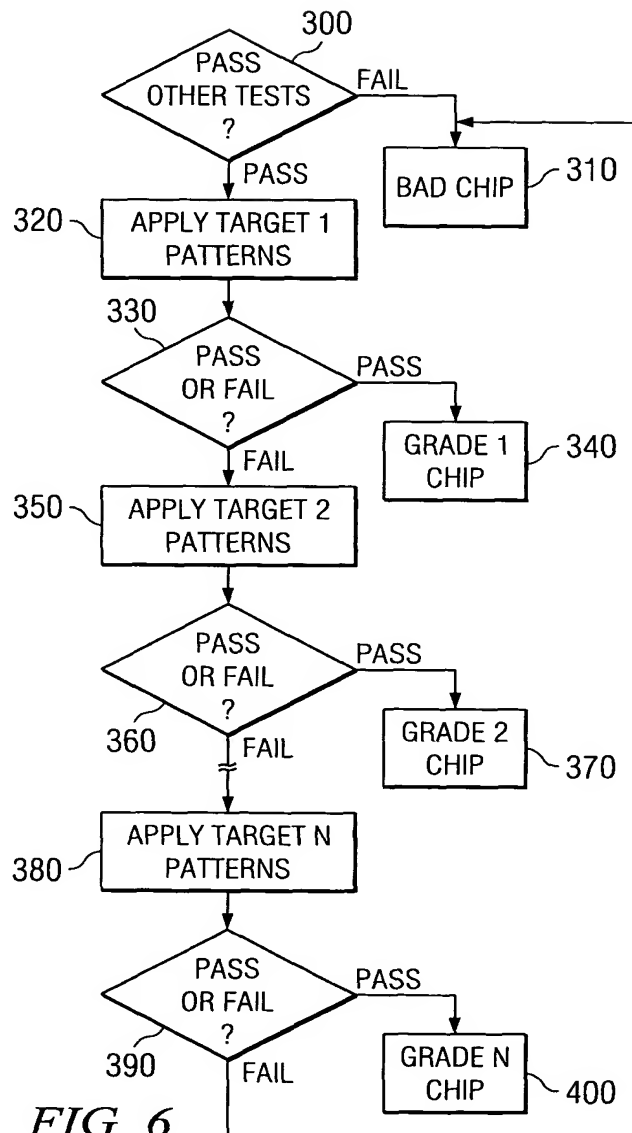 300
PASS
OTHER TESTS
?
FAIL
PASS
BAD CHIP
310
320
APPLY TARGET 1
PATTERNS
330
PASS
OR FAIL
?
PASS
FAIL
GRADE 1
CHIP
340
350
APPLY TARGET 2
PATTERNS
PASS
OR FAIL
?
PASS
360
FAIL
GRADE 2
CHIP
370
380
APPLY TARGET N
PATTERNS
PASS
OR FAIL
?
PASS
390
FAIL
GRADE N
CHIP
400
FIG. 6